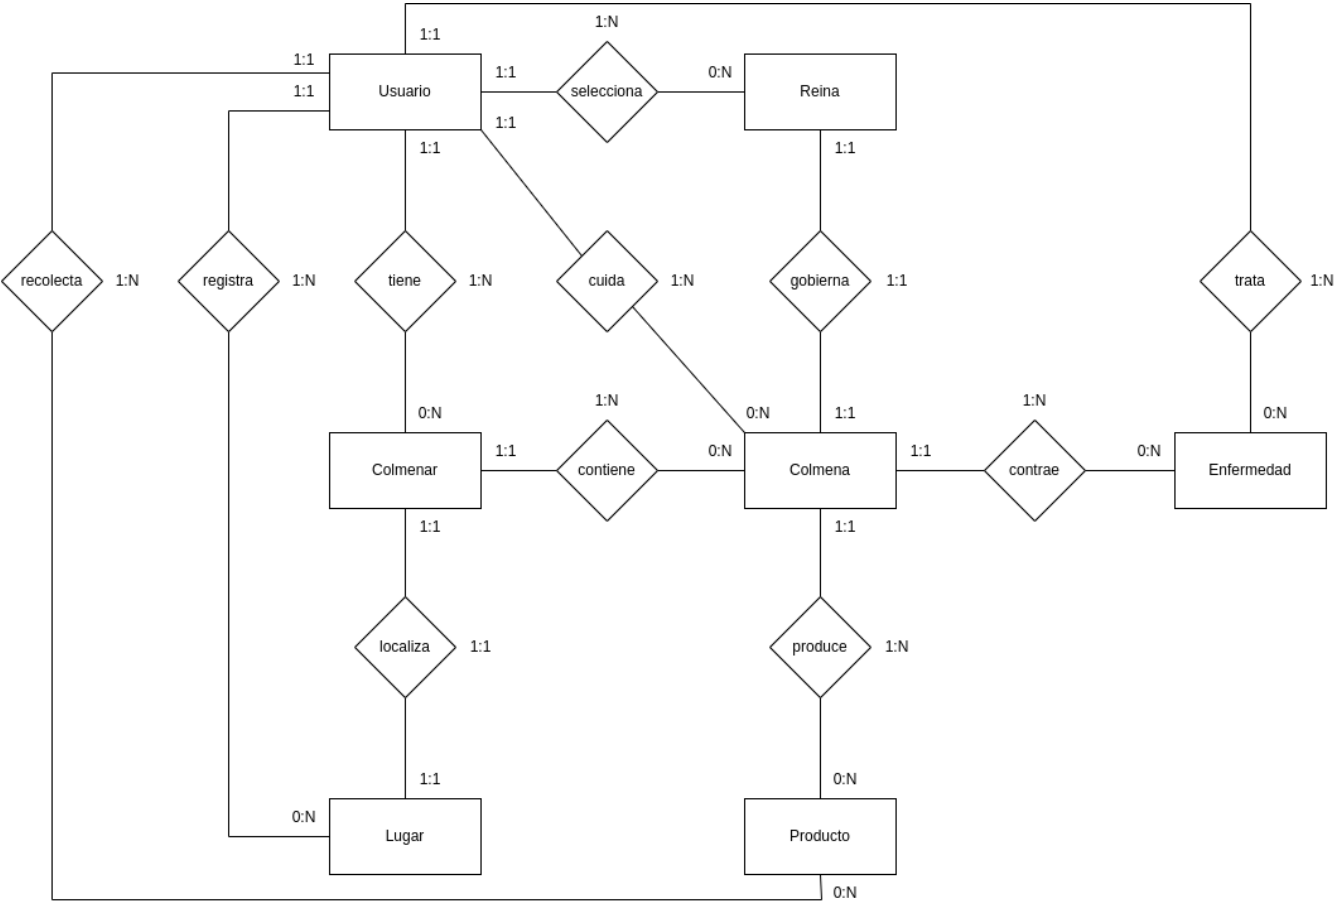 1:N
1:1
1:1
Usuario
1:1
selecciona
0:N
Reina
1:1
1:1
1:1
1:1
recolecta
1:N
registra
1:N
tiene
1:N
cuida
1:N
gobierna
1:1
trata
1:N
0:N
0:N
1:1
0:N
1:N
1:N
Colmenar
1:1
contiene
0:N
Colmena
1:1
contrae
0:N
Enfermedad
1:1
1:1
localiza
1:1
produce
1:N
1:1
0:N
0:N
Lugar
Producto
0:N